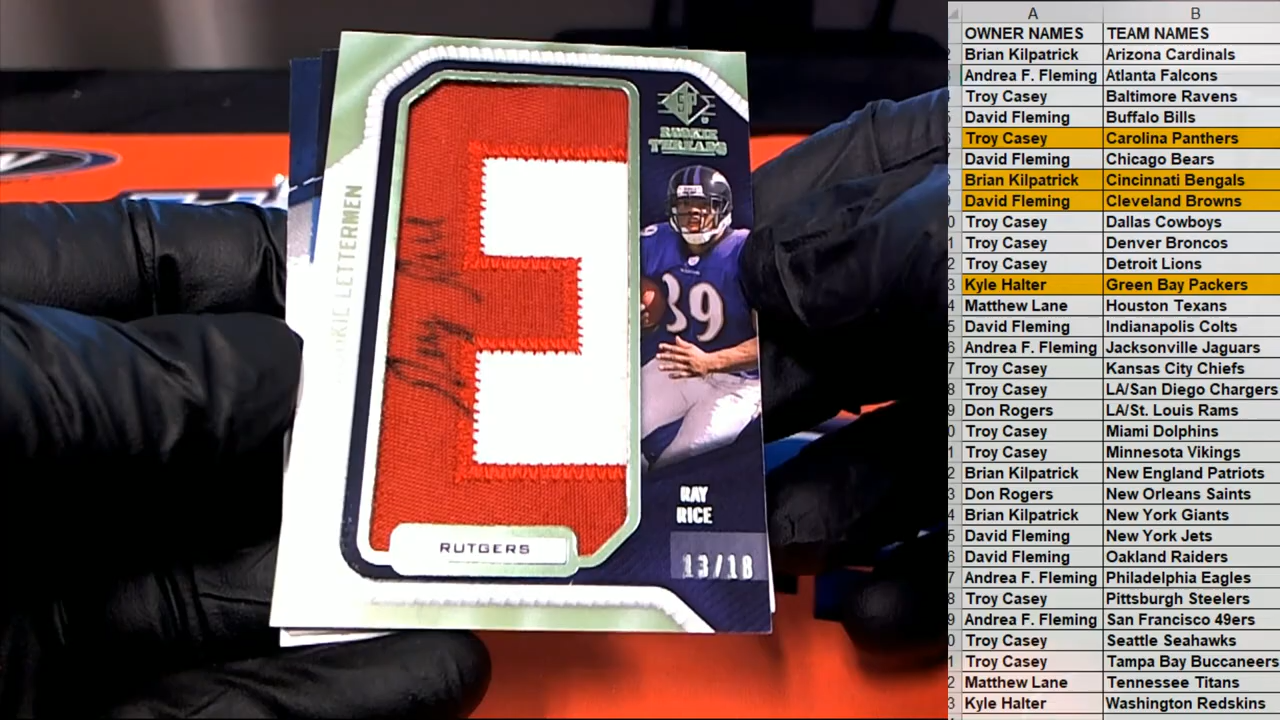 SP
ROOKIE
THREADS
ROOKIE LETTERMEN
E
Ray Rice
39
RAY
RICE
RUTGERS
13/18
A B
OWNER NAMES TEAM NAMES
Brian Kilpatrick Arizona Cardinals
Andrea F. Fleming Atlanta Falcons
Troy Casey Baltimore Ravens
David Fleming Buffalo Bills
Troy Casey Carolina Panthers
David Fleming Chicago Bears
Brian Kilpatrick Cincinnati Bengals
David Fleming Cleveland Browns
Troy Casey Dallas Cowboys
Troy Casey Denver Broncos
Troy Casey Detroit Lions
Kyle Halter Green Bay Packers
Matthew Lane Houston Texans
David Fleming Indianapolis Colts
Andrea F. Fleming Jacksonville Jaguars
Troy Casey Kansas City Chiefs
Troy Casey LA/San Diego Chargers
Don Rogers LA/St. Louis Rams
Troy Casey Miami Dolphins
Troy Casey Minnesota Vikings
Brian Kilpatrick New England Patriots
Don Rogers New Orleans Saints
Brian Kilpatrick New York Giants
David Fleming New York Jets
David Fleming Oakland Raiders
Andrea F. Fleming Philadelphia Eagles
Troy Casey Pittsburgh Steelers
Andrea F. Fleming San Francisco 49ers
Troy Casey Seattle Seahawks
Troy Casey Tampa Bay Buccaneers
Matthew Lane Tennessee Titans
Kyle Halter Washington Redskins